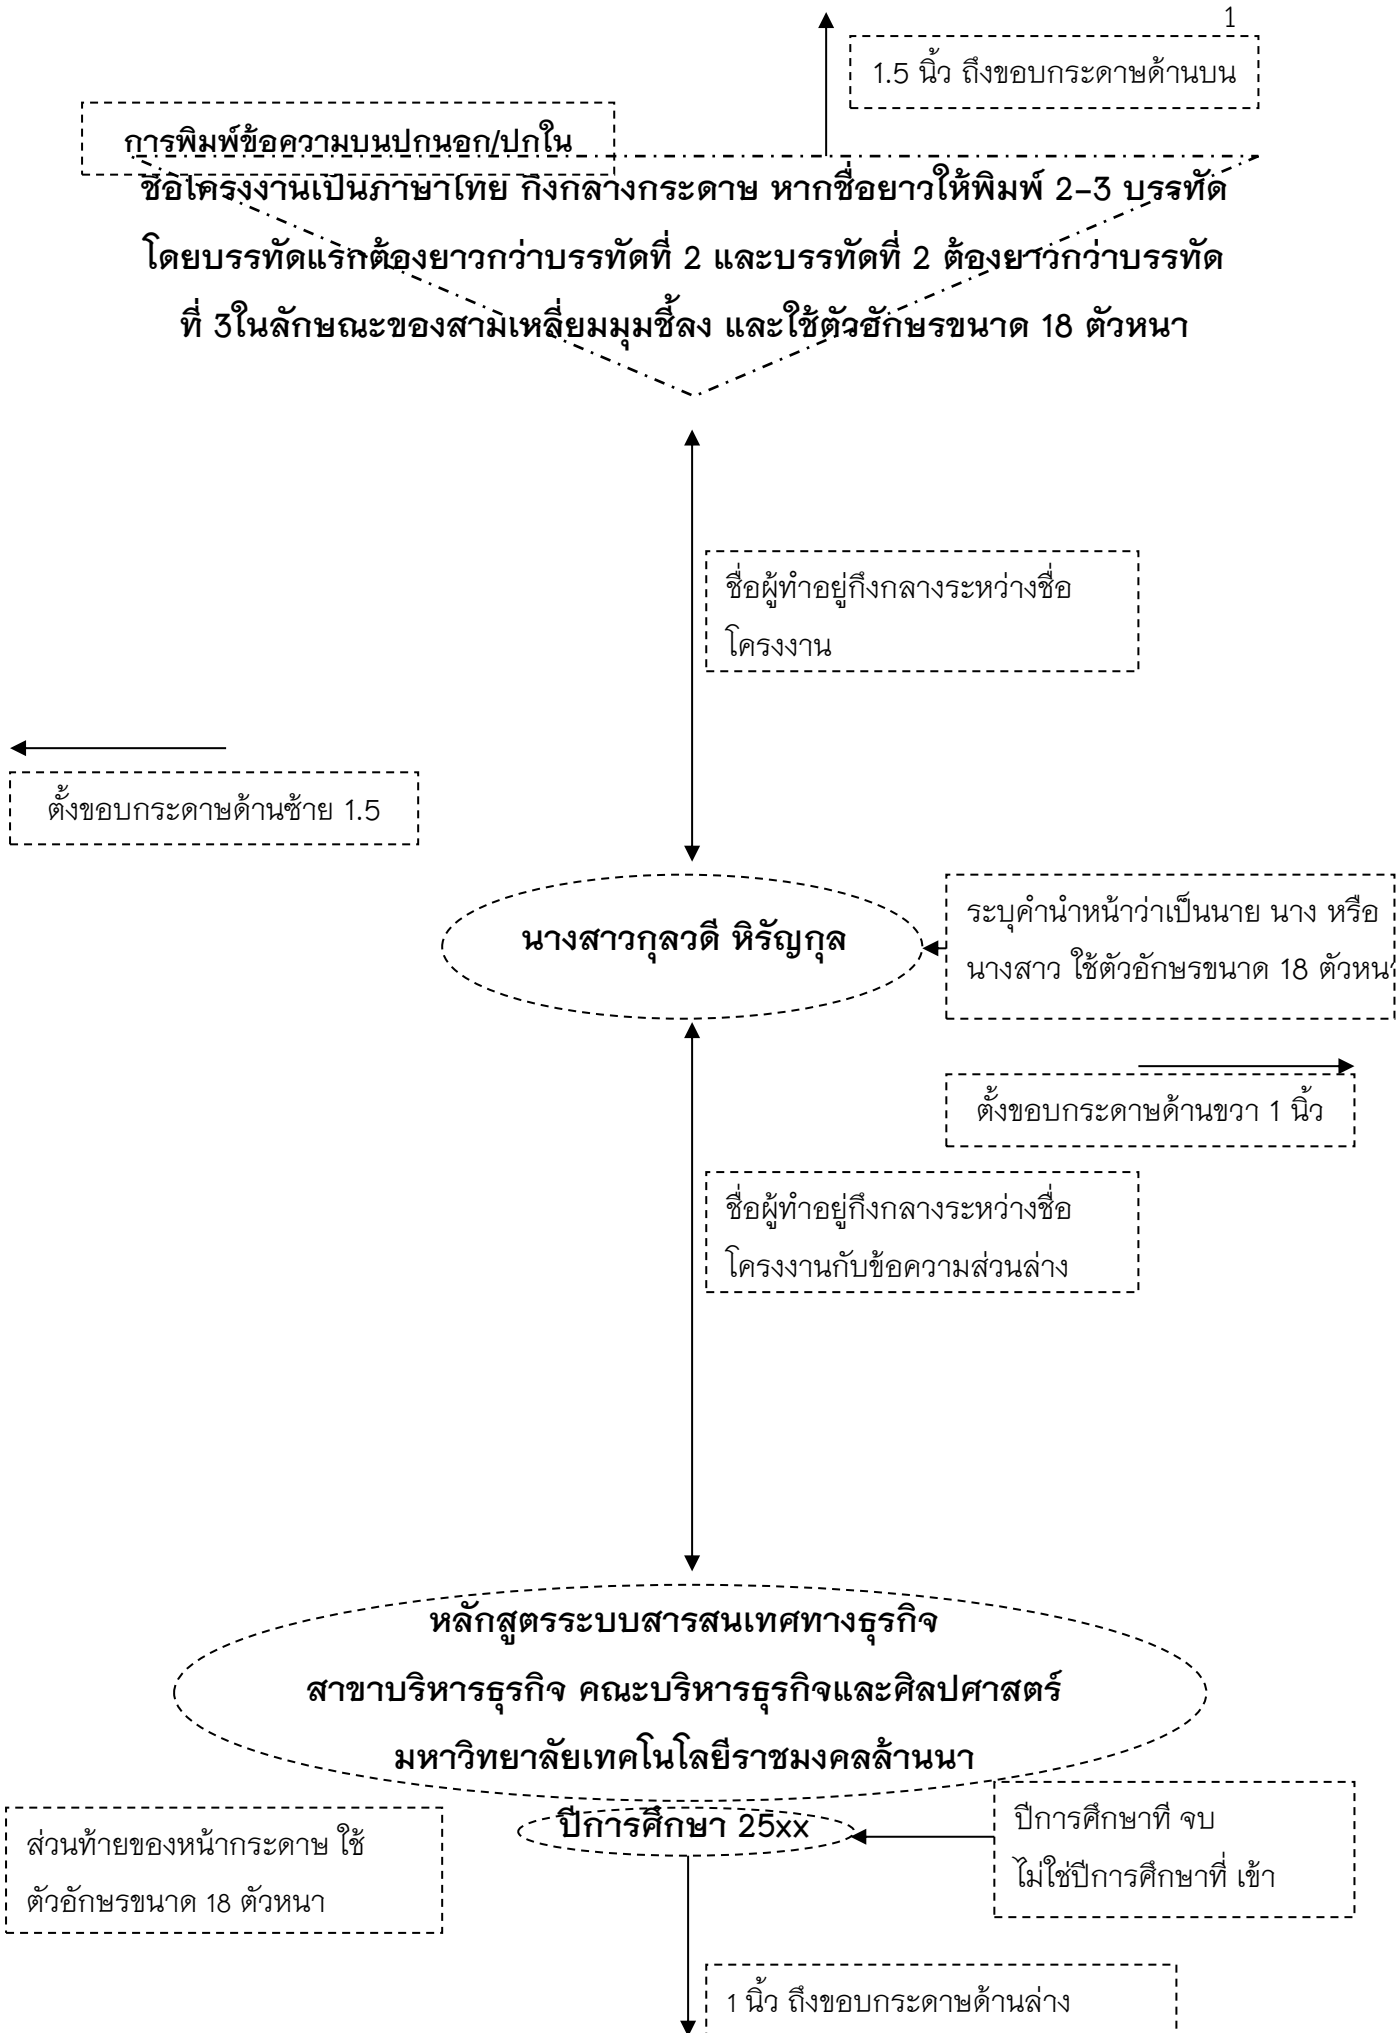 1
1.5 นิ้ว ถึงขอบกระดาษด้านบน
การพิมพ์ข้อความบนปกนอก/ปกใน
ชื่อโครงงานเป็นภาษาไทย กึ่งกลางกระดาษ หากชื่อยาวให้พิมพ์ 2–3 บรรทัด
โดยบรรทัดแรกต้องยาวกว่าบรรทัดที่ 2 และบรรทัดที่ 2 ต้องยาวกว่าบรรทัด
ที่ 3ในลักษณะของสามเหลี่ยมมุมชี้ลง และใช้ตัวฮักษรขนาด 18 ตัวหนา
ชื่อผู้ทำอยู่กึงกลางระหว่างชื่อ
โครงงาน
ตั้งขอบกระดาษด้านซ้าย 1.5
นางสาวกุลวดี หิรัญกุล
ระบุคำนำหน้าว่าเป็นนาย นาง หรือ
นางสาว ใช้ตัวอักษรขนาด 18 ตัวหนา
ตั้งขอบกระดาษด้านขวา 1 นิ้ว
ชื่อผู้ทำอยู่กึงกลางระหว่างชื่อ
โครงงานกับข้อความส่วนล่าง
หลักสูตรระบบสารสนเทศทางธุรกิจ
สาขาบริหารธุรกิจ คณะบริหารธุรกิจและศิลปศาสตร์
มหาวิทยาลัยเทคโนโลยีราชมงคลล้านนา
ปีการศึกษา 25xx
ปีการศึกษาที จบ
ไม่ใช่ปีการศึกษาที่ เข้า
ส่วนท้ายของหน้ากระดาษ ใช้
ตัวอักษรขนาด 18 ตัวหนา
1 นิ้ว ถึงขอบกระดาษด้านล่าง